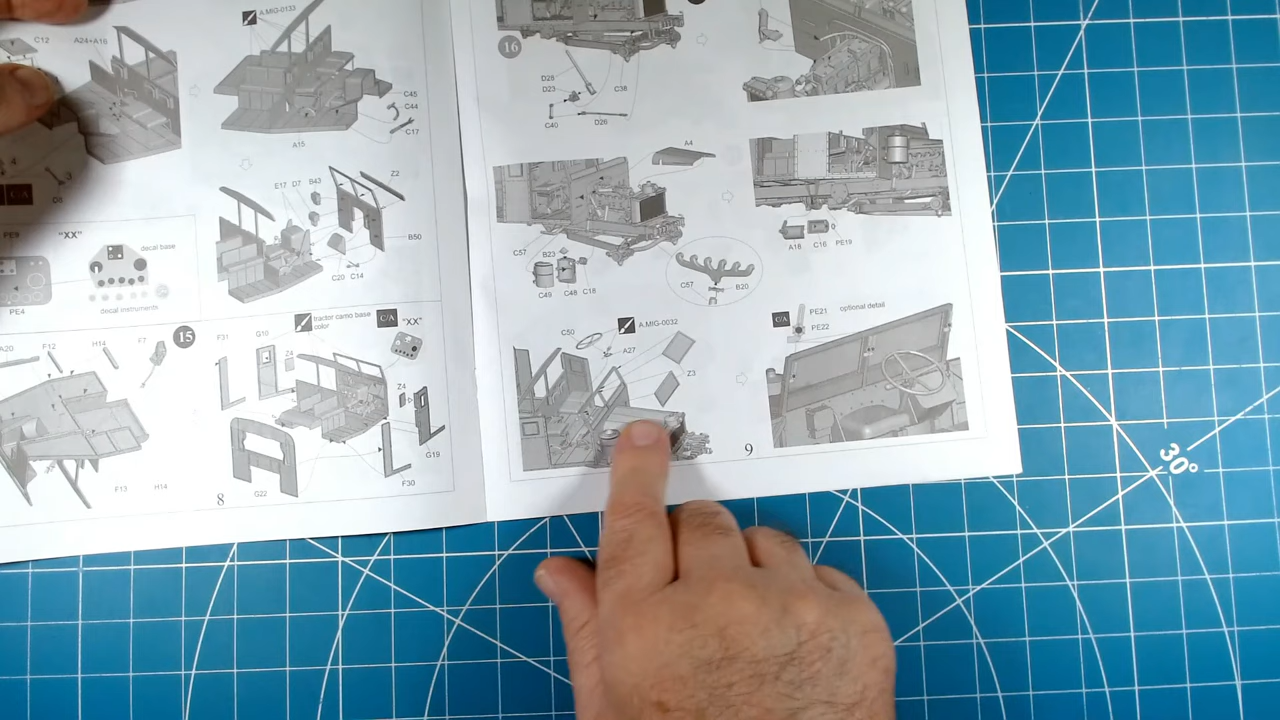 C12
A24+A16
A.MIG-0133
C45
C44
C17
A15
4
3
C/A
D8
E17
D7
B43
Z2
B50
C20
C14
PE9
"XX"
decal base
PE4
decal instruments
A20
F12
H14
F7
15
F13
H14
F31
G10
tractor camo base
color
C/A
"XX"
Z4
Z4
G19
G22
F30
8
16
D28
D23
C38
C40
D26
A4
C57
B23
C49
C48
C18
C57
B20
A18
C16
PE19
C50
A.MIG-0032
A27
Z3
C/A
PE21
PE22
optional detail
9
30°